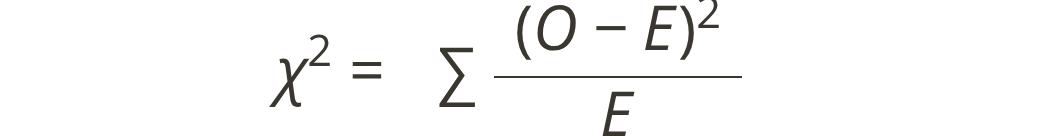 χ² = ∑ (O − E)² / E